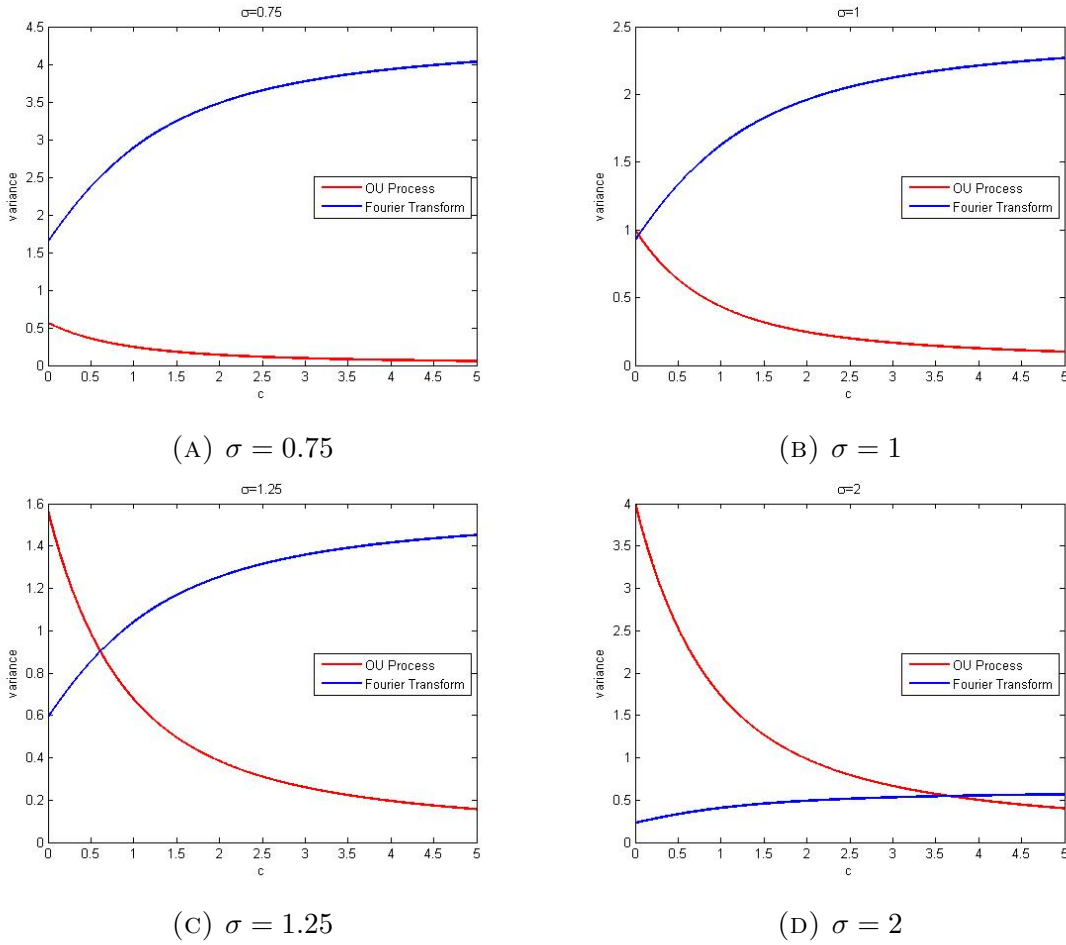 σ=0.75
4.5
4
3.5
3
2.5
2
1.5
1
0.5
0
variance
OU Process
Fourier Transform
0 0.5 1 1.5 2 2.5 3 3.5 4 4.5 5
c
(A) σ = 0.75
σ=1
2.5
2
1.5
1
0.5
0
variance
OU Process
Fourier Transform
0 0.5 1 1.5 2 2.5 3 3.5 4 4.5 5
c
(B) σ = 1
σ=1.25
1.6
1.4
1.2
1
0.8
0.6
0.4
0.2
0
variance
OU Process
Fourier Transform
0 0.5 1 1.5 2 2.5 3 3.5 4 4.5 5
c
(C) σ = 1.25
σ=2
4
3.5
3
2.5
2
1.5
1
0.5
0
variance
OU Process
Fourier Transform
0 0.5 1 1.5 2 2.5 3 3.5 4 4.5 5
c
(D) σ = 2